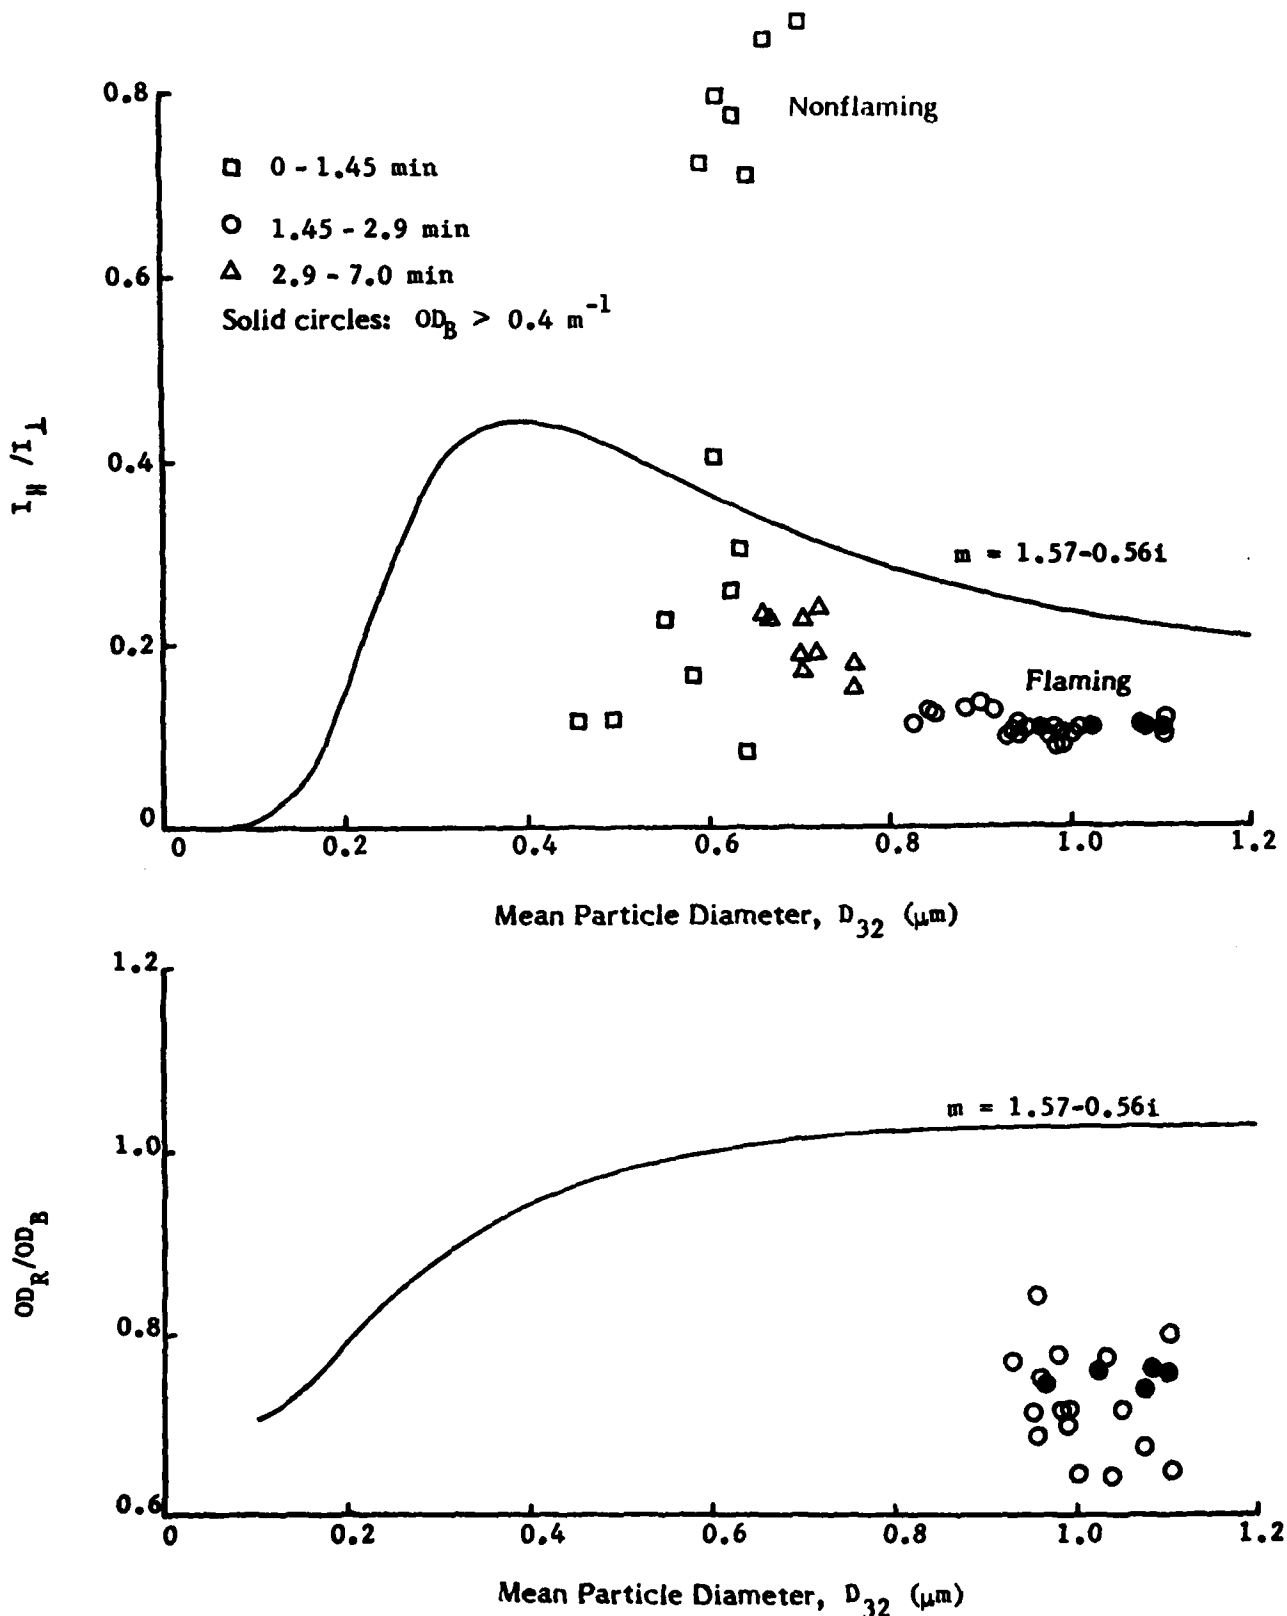 0.8
Nonflaming
□ 0 - 1.45 min
○ 1.45 - 2.9 min
0.6
△ 2.9 - 7.0 min
Solid circles: OD_B > 0.4 m^-1
I_∥ / I_⊥
0.4
m = 1.57-0.56i
0.2
Flaming
0
0 0.2 0.4 0.6 0.8 1.0 1.2
Mean Particle Diameter, D_32 (μm)
1.2
m = 1.57-0.56i
1.0
OD_R/OD_B
0.8
0.6
0 0.2 0.4 0.6 0.8 1.0 1.2
Mean Particle Diameter, D_32 (μm)